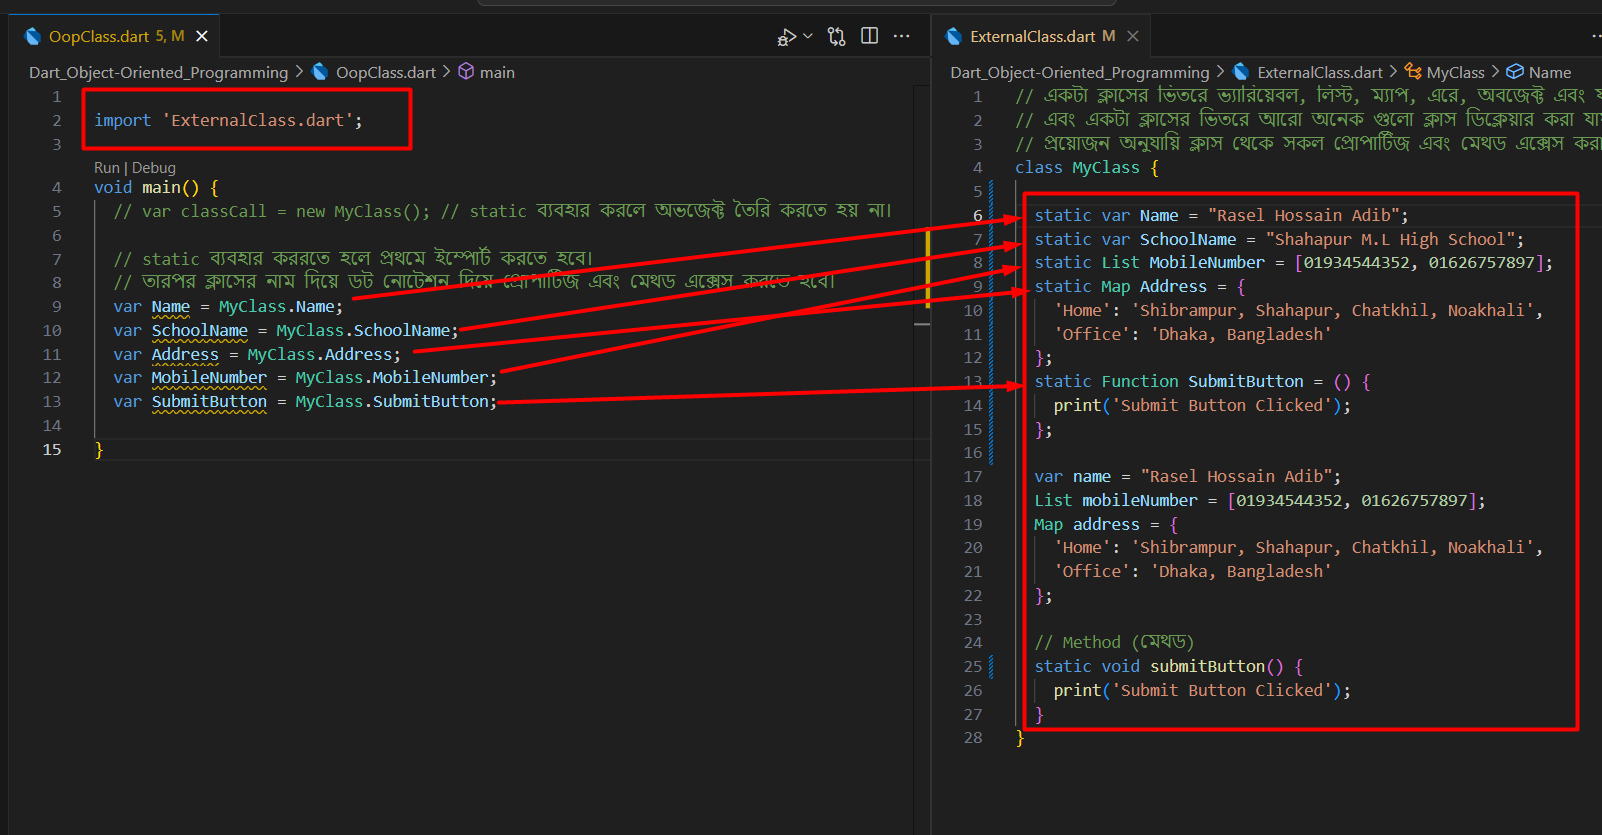 OopClass.dart 5, M
Dart_Object-Oriented_Programming > OopClass.dart > main
1
2 import 'ExternalClass.dart';
3
Run | Debug
4 void main() {
5 // var classCall = new MyClass(); // static ব্যবহার করলে অভজেক্ট তৈরি করতে হয় না।
6
7 // static ব্যবহার কররতে হলে প্রথমে ইম্পোর্ট করতে হবে।
8 // তারপর ক্লাসের নাম দিয়ে ডট নোটেশন দিয়ে প্রোপার্টিজ এবং মেথড এক্সেস করতে হবে।
9 var Name = MyClass.Name;
10 var SchoolName = MyClass.SchoolName;
11 var Address = MyClass.Address;
12 var MobileNumber = MyClass.MobileNumber;
13 var SubmitButton = MyClass.SubmitButton;
14
15 }
ExternalClass.dart M
Dart_Object-Oriented_Programming > ExternalClass.dart > MyClass > Name
1 // একটা ক্লাসের ভিতরে ভ্যারিয়েবল, লিস্ট, ম্যাপ, এরে, অবজেক্ট এবং
2 // এবং একটা ক্লাসের ভিতরে আরো অনেক গুলো ক্লাস ডিক্লেয়ার করা
3 // প্রয়োজন অনুযায়ি ক্লাস থেকে সকল প্রোপার্টিজ এবং মেথড এক্সেস করা
4 class MyClass {
5
6 static var Name = "Rasel Hossain Adib";
7 static var SchoolName = "Shahapur M.L High School";
8 static List MobileNumber = [01934544352, 01626757897];
9 static Map Address = {
10 'Home': 'Shibrampur, Shahapur, Chatkhil, Noakhali',
11 'Office': 'Dhaka, Bangladesh'
12 };
13 static Function SubmitButton = () {
14 print('Submit Button Clicked');
15 };
16
17 var name = "Rasel Hossain Adib";
18 List mobileNumber = [01934544352, 01626757897];
19 Map address = {
20 'Home': 'Shibrampur, Shahapur, Chatkhil, Noakhali',
21 'Office': 'Dhaka, Bangladesh'
22 };
23
24 // Method (মেথড)
25 static void submitButton() {
26 print('Submit Button Clicked');
27 }
28 }